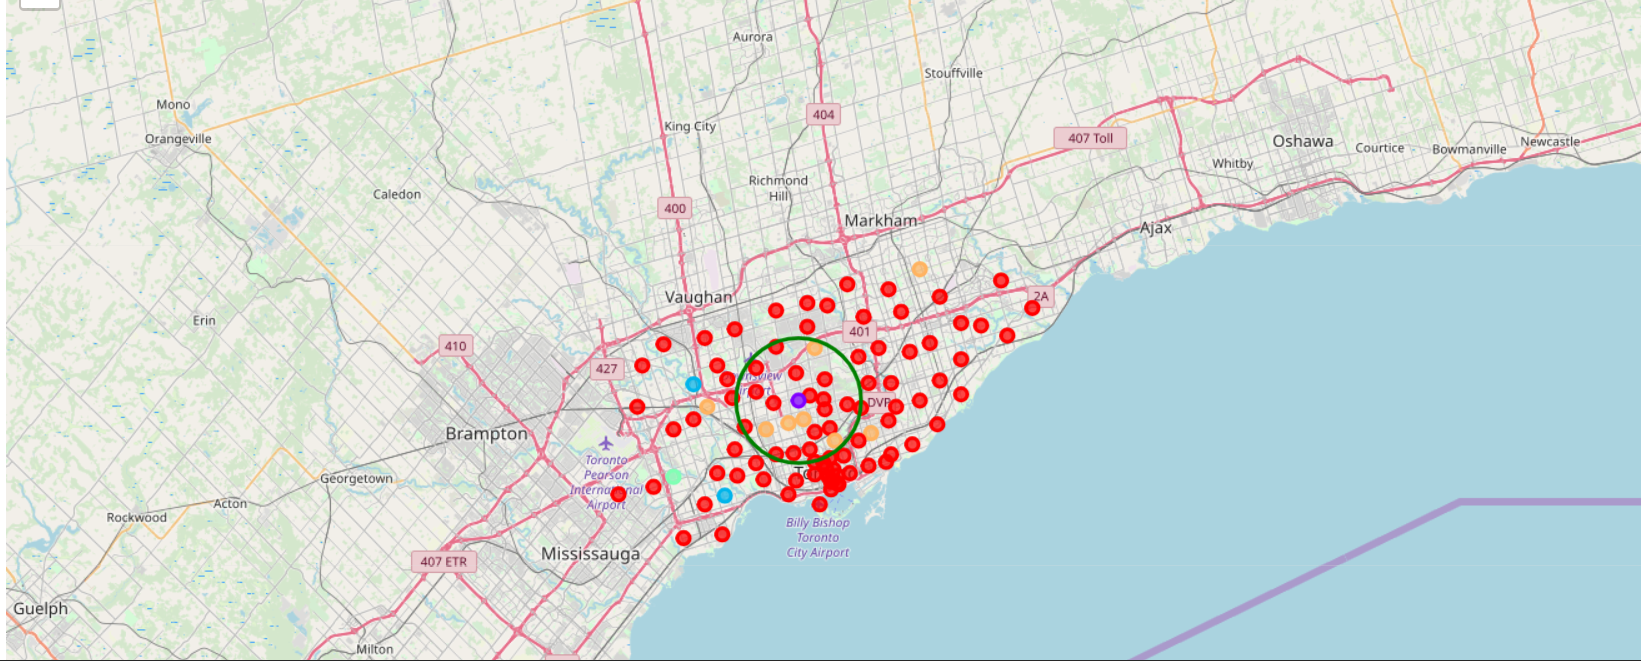 Aurora
Stouffville
Mono
Orangeville
King City
404
407 Toll
Oshawa
Courtice
Bowmanville
Newcastle
Whitby
Caledon
Richmond
Hill
400
Markham
Ajax
Vaughan
2A
Erin
410
401
427
DVP
Brampton
Toronto
Pearson
International
Airport
Georgetown
Acton
Rockwood
Billy Bishop
Toronto
City Airport
Mississauga
407 ETR
Guelph
Milton